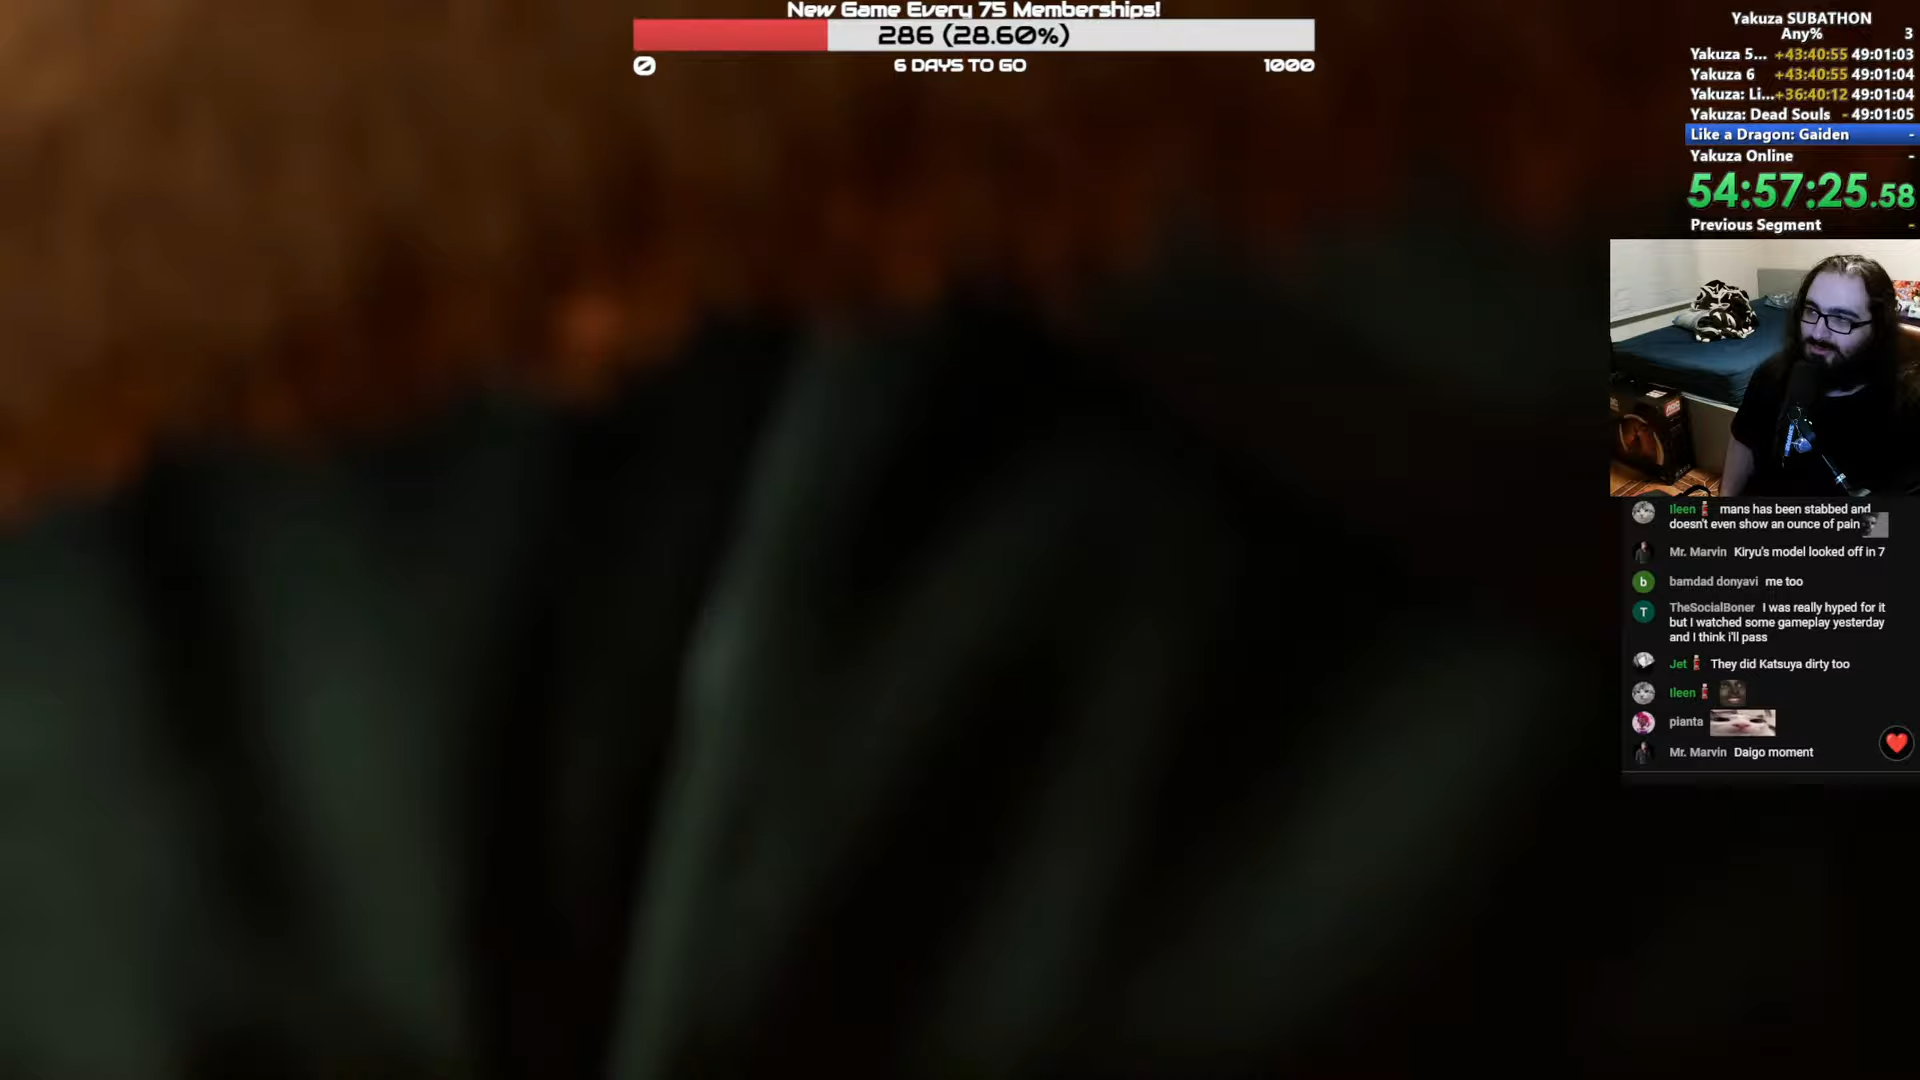 New Game Every 75 Memberships!
286 (28.60%)
0
6 DAYS TO GO
1000
Yakuza SUBATHON
Any%
3
Yakuza 5... +43:40:55 49:01:03
Yakuza 6 +43:40:55 49:01:04
Yakuza: Li...+36:40:12 49:01:04
Yakuza: Dead Souls - 49:01:05
Like a Dragon: Gaiden -
Yakuza Online -
54:57:25.58
Previous Segment -
Ileen mans has been stabbed and
doesn't even show an ounce of pain
Mr. Marvin Kiryu's model looked off in 7
b bamdad donyavi me too
T TheSocialBoner I was really hyped for it
but I watched some gameplay yesterday
and I think i'll pass
Jet They did Katsuya dirty too
Ileen
pianta
Mr. Marvin Daigo moment